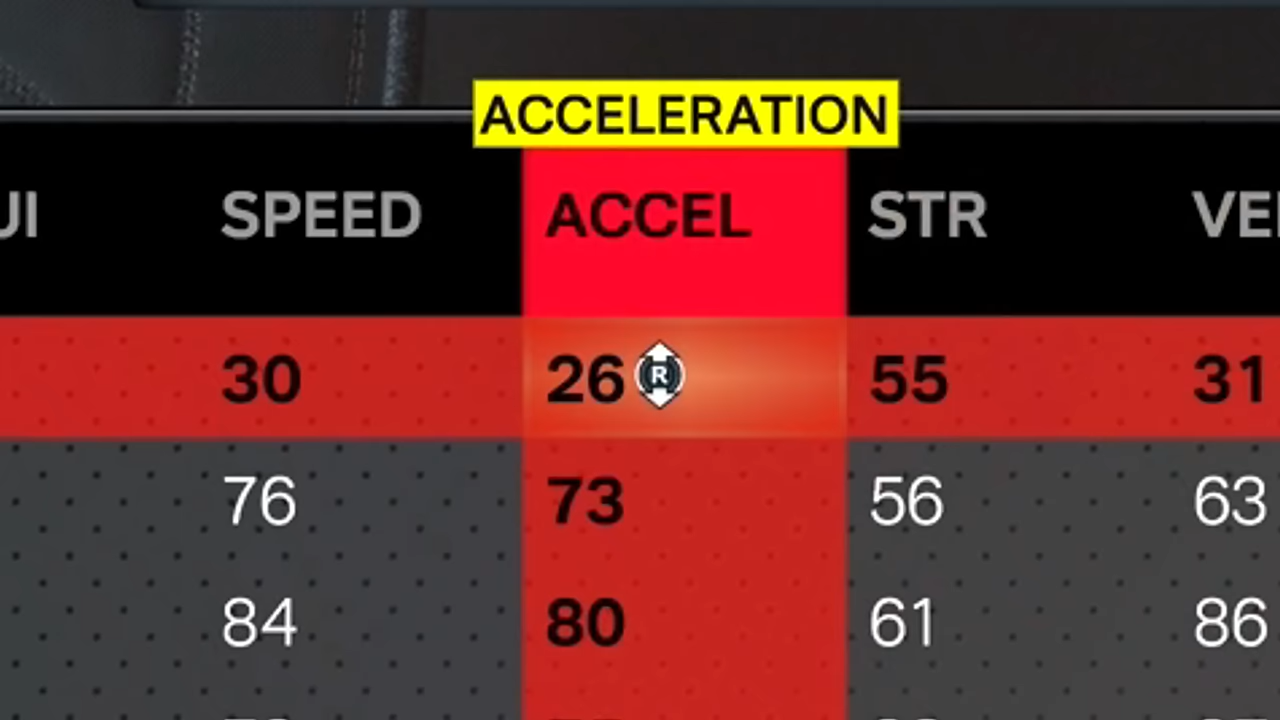 ACCELERATION
SPEED ACCEL STR
30 26 R 55 31
76 73 56 63
84 80 61 86